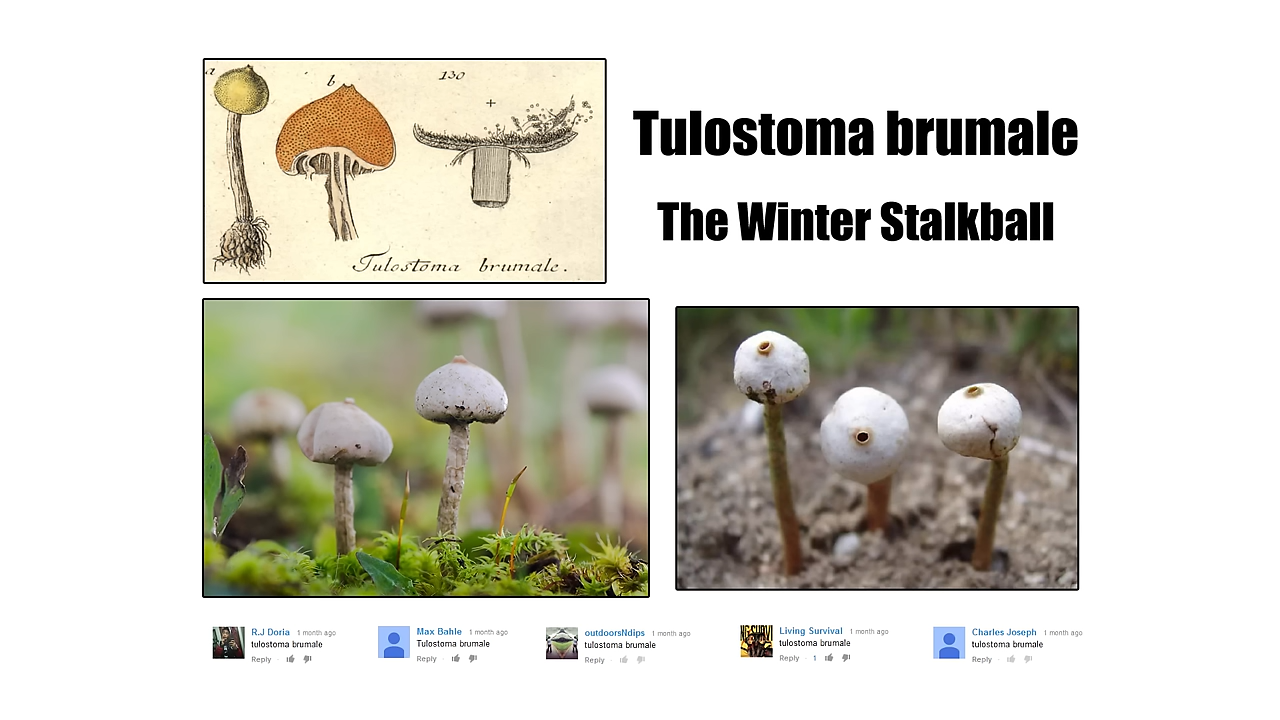 a
b
130
+
Tulostoma brumale.
Tulostoma brumale
The Winter Stalkball
R.J Doria 1 month ago
tulostoma brumale
Reply ·
Max Bahle 1 month ago
Tulostoma brumale
Reply ·
outdoorsNdips 1 month ago
tulostoma brumale
Reply ·
Living Survival 1 month ago
tulostoma brumale
Reply · 1
Charles Joseph 1 month ago
tulostoma brumale
Reply ·